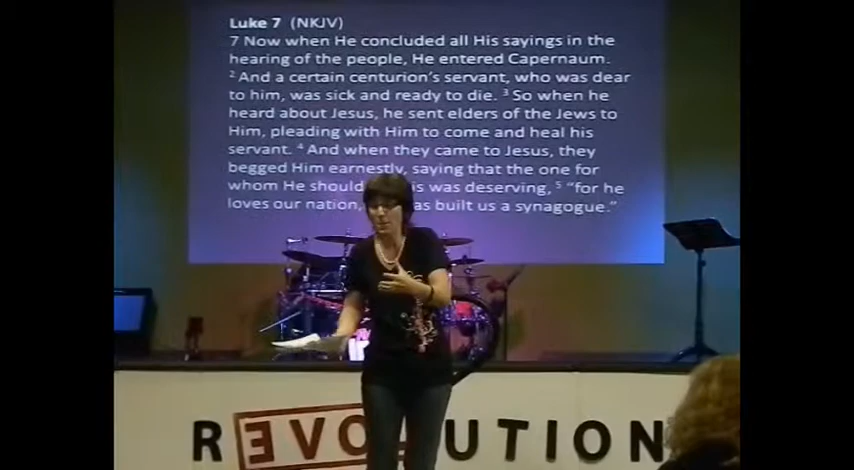 Luke 7 (NKJV)
7 Now when He concluded all His sayings in the
hearing of the people, He entered Capernaum.
2 And a certain centurion's servant, who was dear
to him, was sick and ready to die. 3 So when he
heard about Jesus, he sent elders of the Jews to
Him, pleading with Him to come and heal his
servant. 4 And when they came to Jesus, they
begged Him earnestly, saying that the one for
whom He should was deserving, 5 "for he
loves our nation, has built us a synagogue."
REVOLUTION